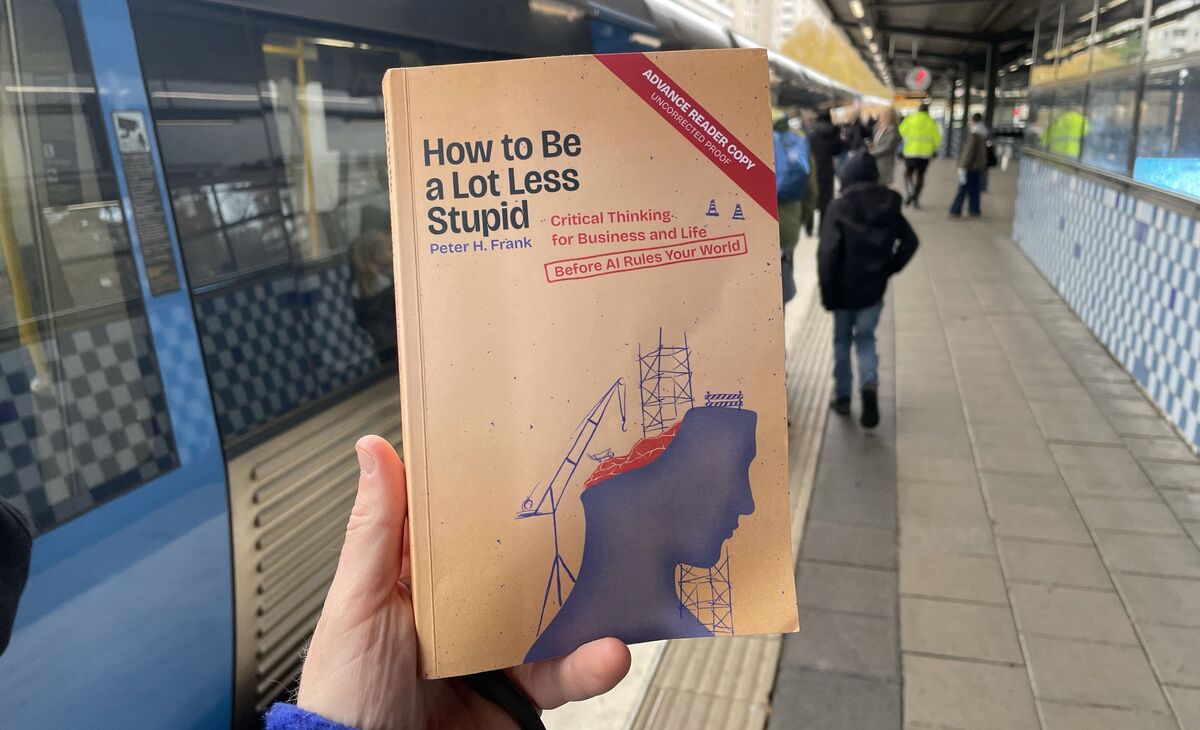 ADVANCE READER COPY
UNCORRECTED PROOF
How to Be
a Lot Less
Stupid
Peter H. Frank
Critical Thinking
for Business and Life
Before AI Rules Your World